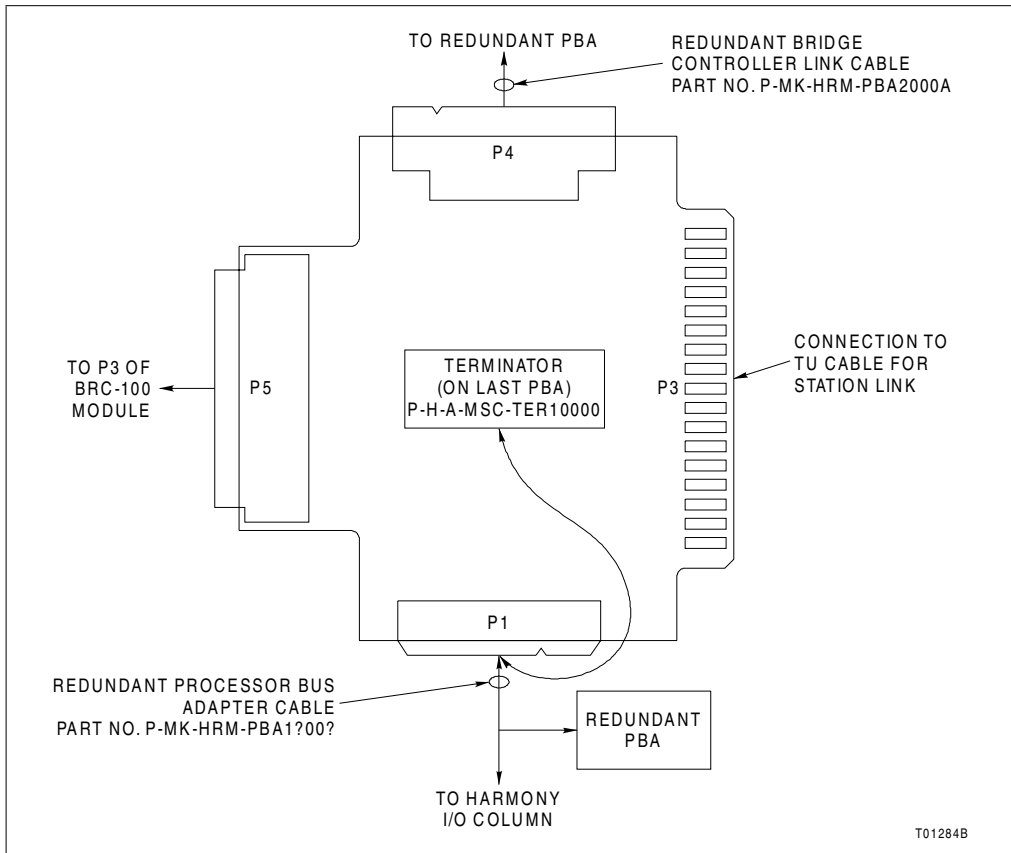 TO REDUNDANT PBA
REDUNDANT BRIDGE
CONTROLLER LINK CABLE
PART NO. P-MK-HRM-PBA2000A
P4
TO P3 OF
BRC-100
MODULE
P5
TERMINATOR
(ON LAST PBA)
P-H-A-MSC-TER10000
P3
CONNECTION TO
TU CABLE FOR
STATION LINK
P1
REDUNDANT PROCESSOR BUS
ADAPTER CABLE
PART NO. P-MK-HRM-PBA1?00?
REDUNDANT
PBA
TO HARMONY
I/O COLUMN
T01284B